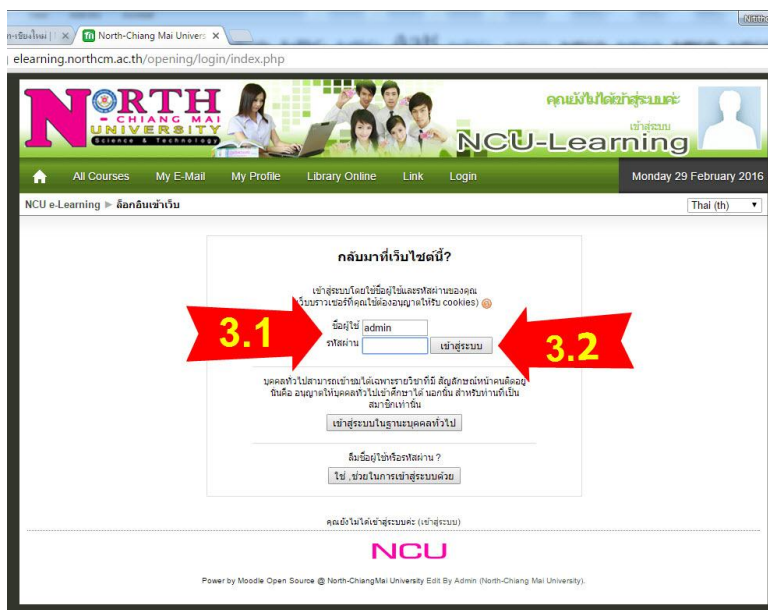 Nititho
ก-เชียงใหม่ | North-Chiang Mai Univers
elearning.northcm.ac.th/opening/login/index.php
NORTH
- CHIANG MAI
UNIVERSITY
Science & Technology
คุณยังไม่ได้เข้าสู่ระบบค่ะ
เข้าสู่ระบบ
NCU-Learning
All Courses My E-Mail My Profile Library Online Link Login Monday 29 February 2016
NCU e-Learning ► ล็อกอินเข้าเว็บ Thai (th)
กลับมาที่เว็บไซต์นี้?
เข้าสู่ระบบโดยใช้ชื่อผู้ใช้และรหัสผ่านของคุณ
เว็บบราวเซอร์ที่คุณใช้ต้องอนุญาตให้รับ cookies)
3.1
ชื่อผู้ใช้ admin
รหัสผ่าน เข้าสู่ระบบ
3.2
บุคคลทั่วไปสามารถเข้าชมได้เฉพาะรายวิชาที่มี สัญลักษณ์หน้าคนติดอยู่
นั่นคือ อนุญาตให้บุคคลทั่วไปเข้าศึกษาได้ นอกนั้น สำหรับท่านที่เป็น
สมาชิกเท่านั้น
เข้าสู่ระบบในฐานะบุคคลทั่วไป
ลืมชื่อผู้ใช้หรือรหัสผ่าน ?
ใช่ ,ช่วยในการเข้าสู่ระบบด้วย
คุณยังไม่ได้เข้าสู่ระบบค่ะ (เข้าสู่ระบบ)
NCU
Power by Moodle Open Source @ North-ChiangMai University Edit By Admin (North-Chiang Mai University).